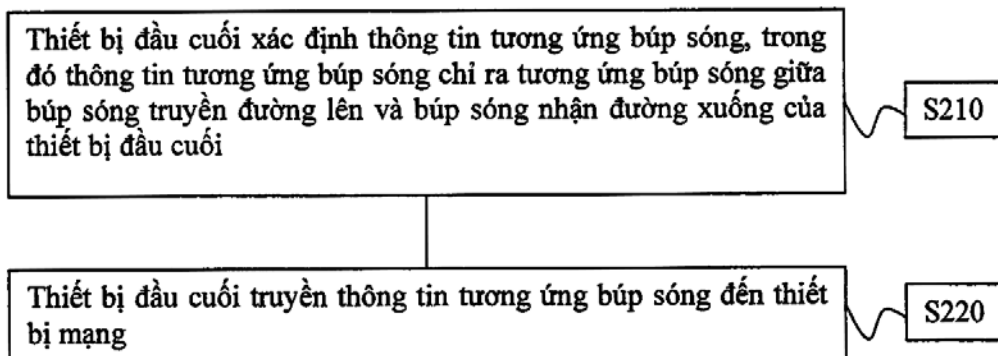 Thiết bị đầu cuối xác định thông tin tương ứng búp sóng, trong
đó thông tin tương ứng búp sóng chỉ ra tương ứng búp sóng giữa
búp sóng truyền đường lên và búp sóng nhận đường xuống của
thiết bị đầu cuối
S210
Thiết bị đầu cuối truyền thông tin tương ứng búp sóng đến thiết
bị mạng
S220